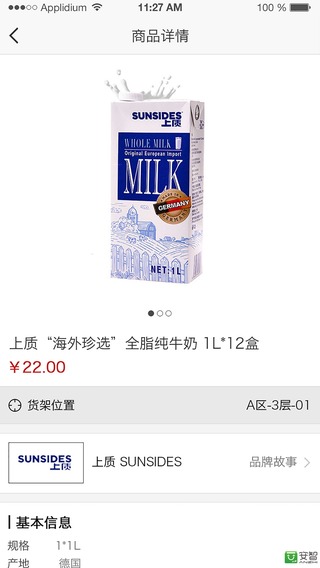 Applidium 11:27 AM 100 %
商品详情
SUNSIDES
上质
WHOLE MILK
Original European Import
MILK
GERMANY
NET:1L
上质“海外珍选”全脂纯牛奶 1L*12盒
￥22.00
货架位置 A区-3层-01
SUNSIDES
上质
上质 SUNSIDES 品牌故事
基本信息
规格 1*1L
产地 德国
安智